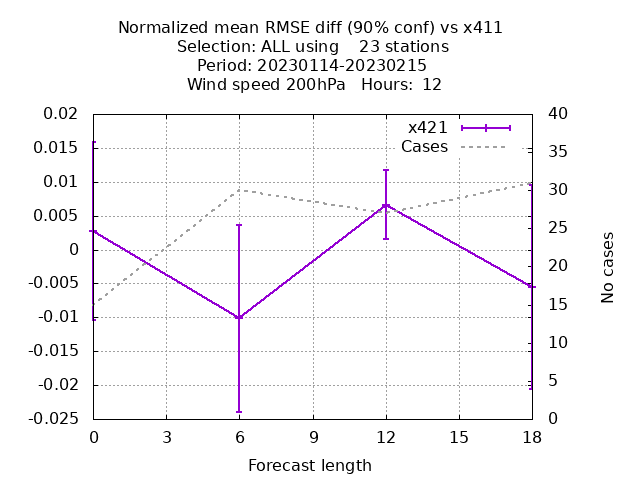 Normalized mean RMSE diff (90% conf) vs x411
Selection: ALL using    23 stations
Period: 20230114-20230215
Wind speed 200hPa   Hours:  12
x421
Cases
0.02
0.015
0.01
0.005
0
-0.005
-0.01
-0.015
-0.02
-0.025
40
35
30
25
20
15
10
5
0
No cases
0 3 6 9 12 15 18
Forecast length